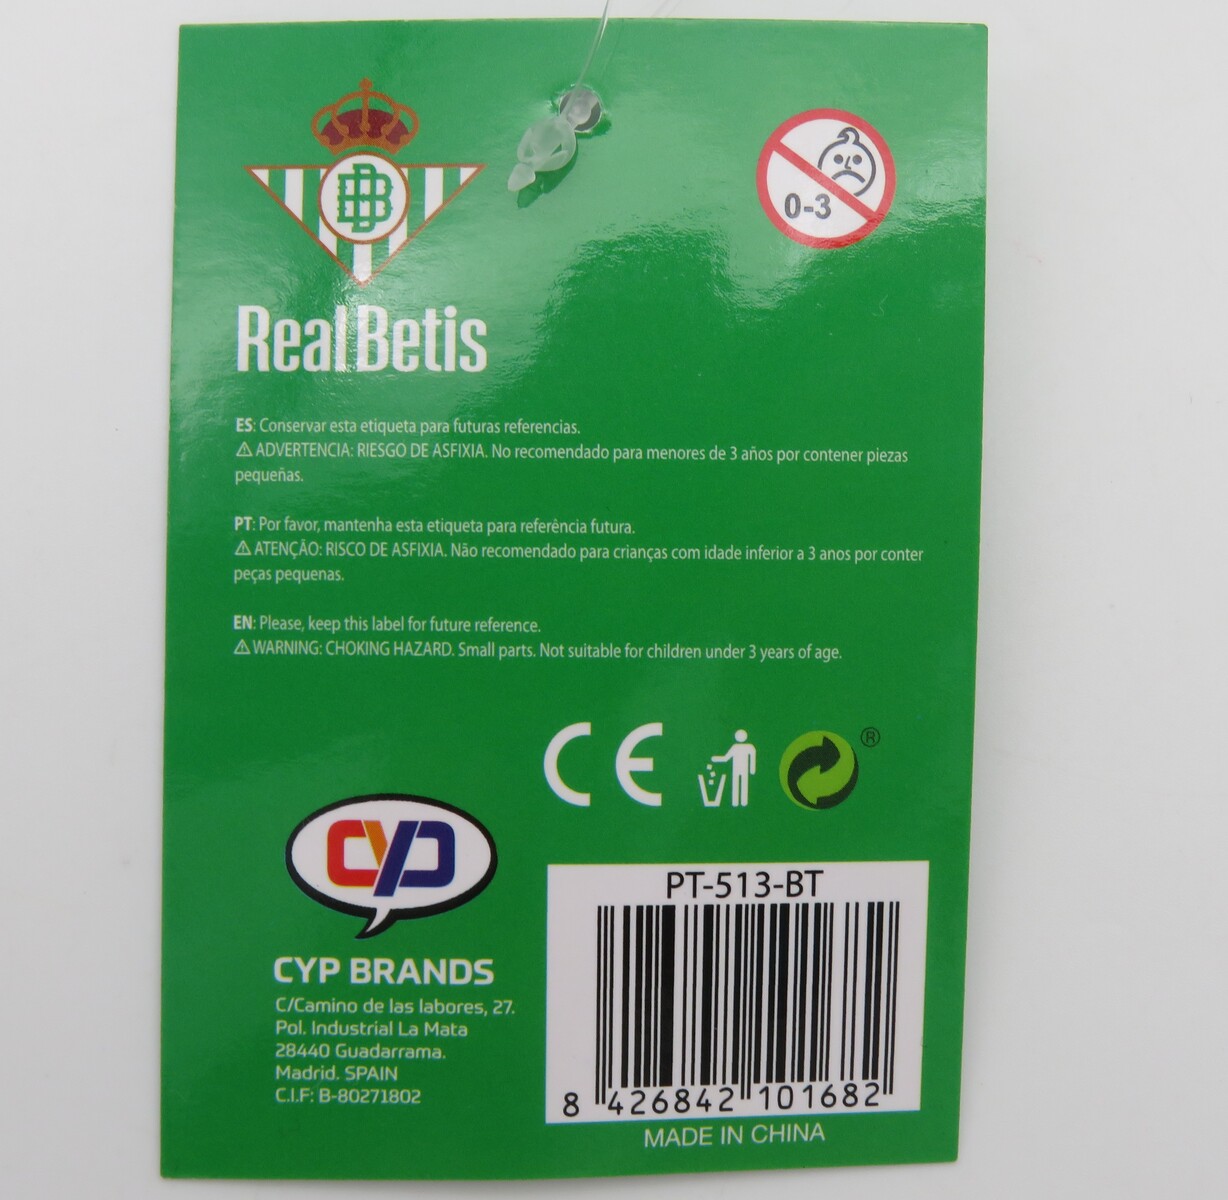 0-3
Real Betis
ES: Conservar esta etiqueta para futuras referencias.
⚠ ADVERTENCIA: RIESGO DE ASFIXIA. No recomendado para menores de 3 años por contener piezas
pequeñas.
PT: Por favor, mantenha esta etiqueta para referência futura.
⚠ ATENÇÃO: RISCO DE ASFIXIA. Não recomendado para crianças com idade inferior a 3 anos por conter
peças pequenas.
EN: Please, keep this label for future reference.
⚠ WARNING: CHOKING HAZARD. Small parts. Not suitable for children under 3 years of age.
CE
®
CYP
CYP BRANDS
C/Camino de las labores, 27.
Pol. Industrial La Mata
28440 Guadarrama.
Madrid. SPAIN
C.I.F: B-80271802
PT-513-BT
8 426842 101682
MADE IN CHINA